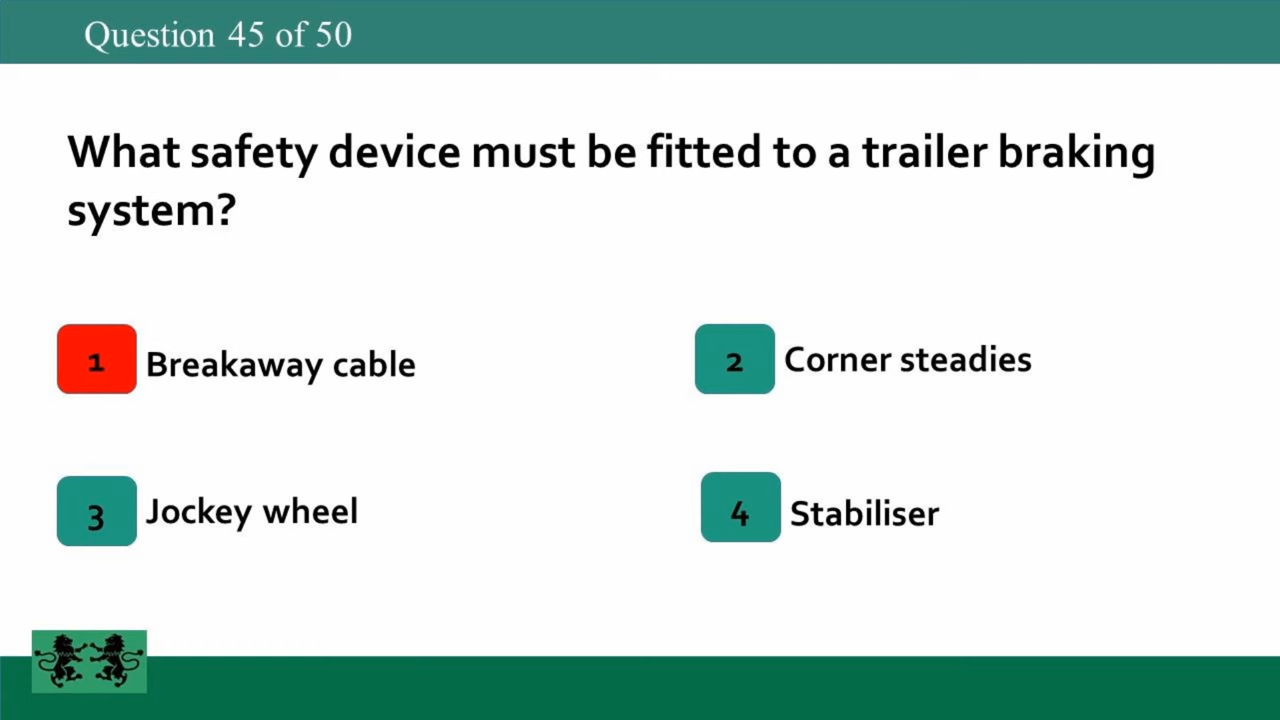 Question 45 of 50
What safety device must be fitted to a trailer braking
system?
1 Breakaway cable
2 Corner steadies
3 Jockey wheel
4 Stabiliser